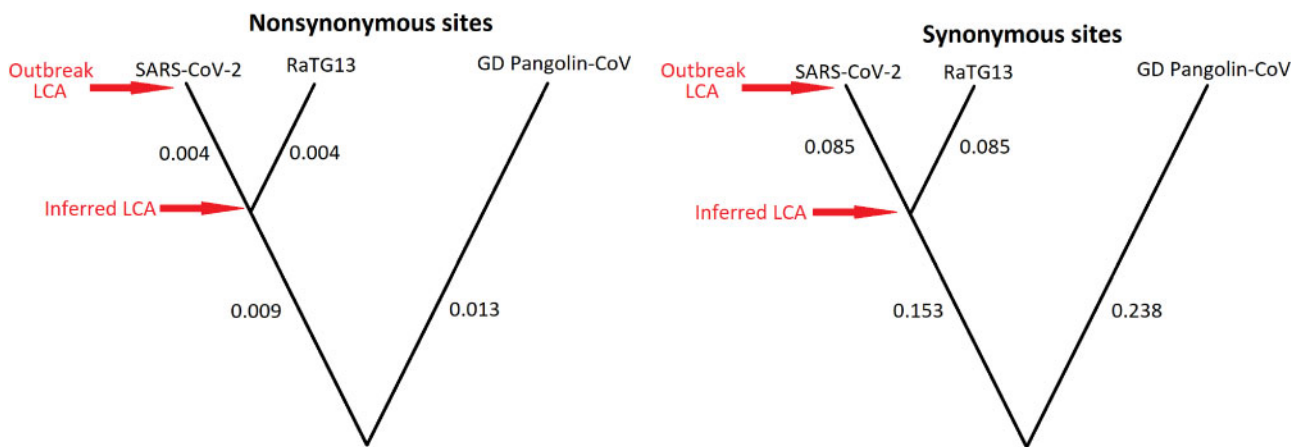 Nonsynonymous sites
Outbreak
LCA
SARS-CoV-2
RaTG13
GD Pangolin-CoV
0.004
0.004
Inferred LCA
0.009
0.013
Synonymous sites
Outbreak
LCA
SARS-CoV-2
RaTG13
GD Pangolin-CoV
0.085
0.085
Inferred LCA
0.153
0.238